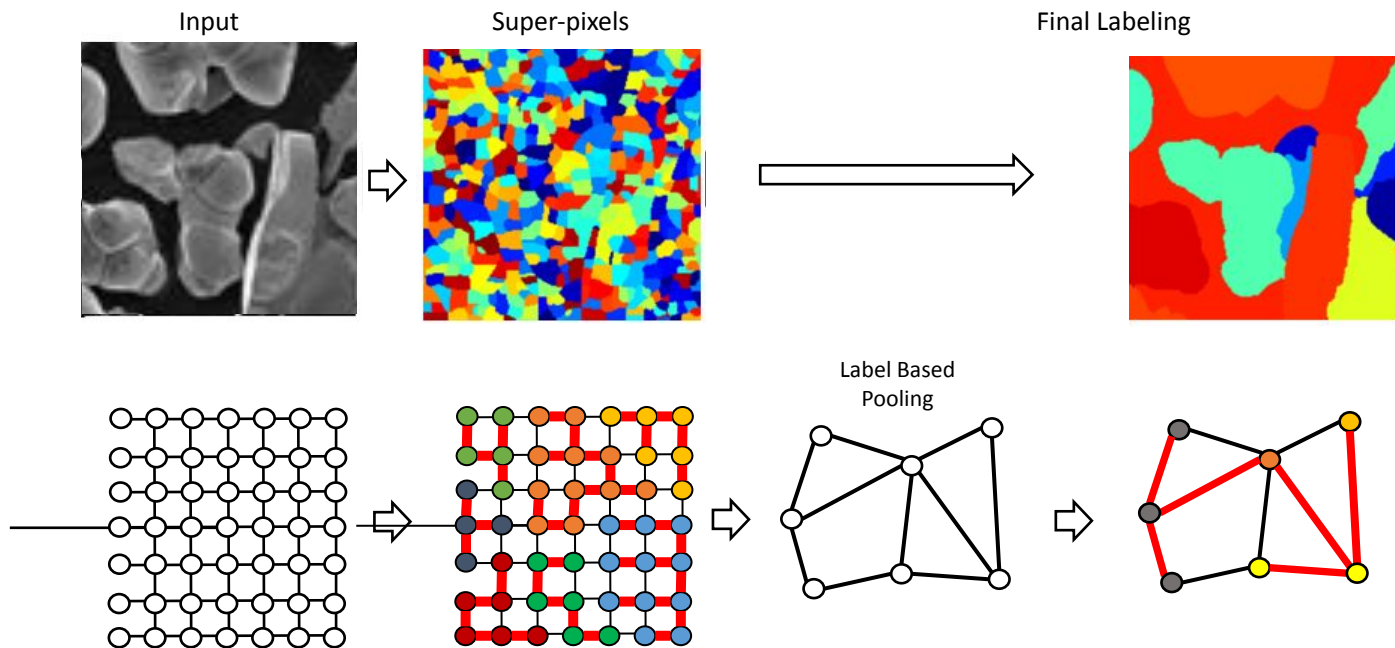 Input
Super-pixels
Final Labeling
Label Based
Pooling